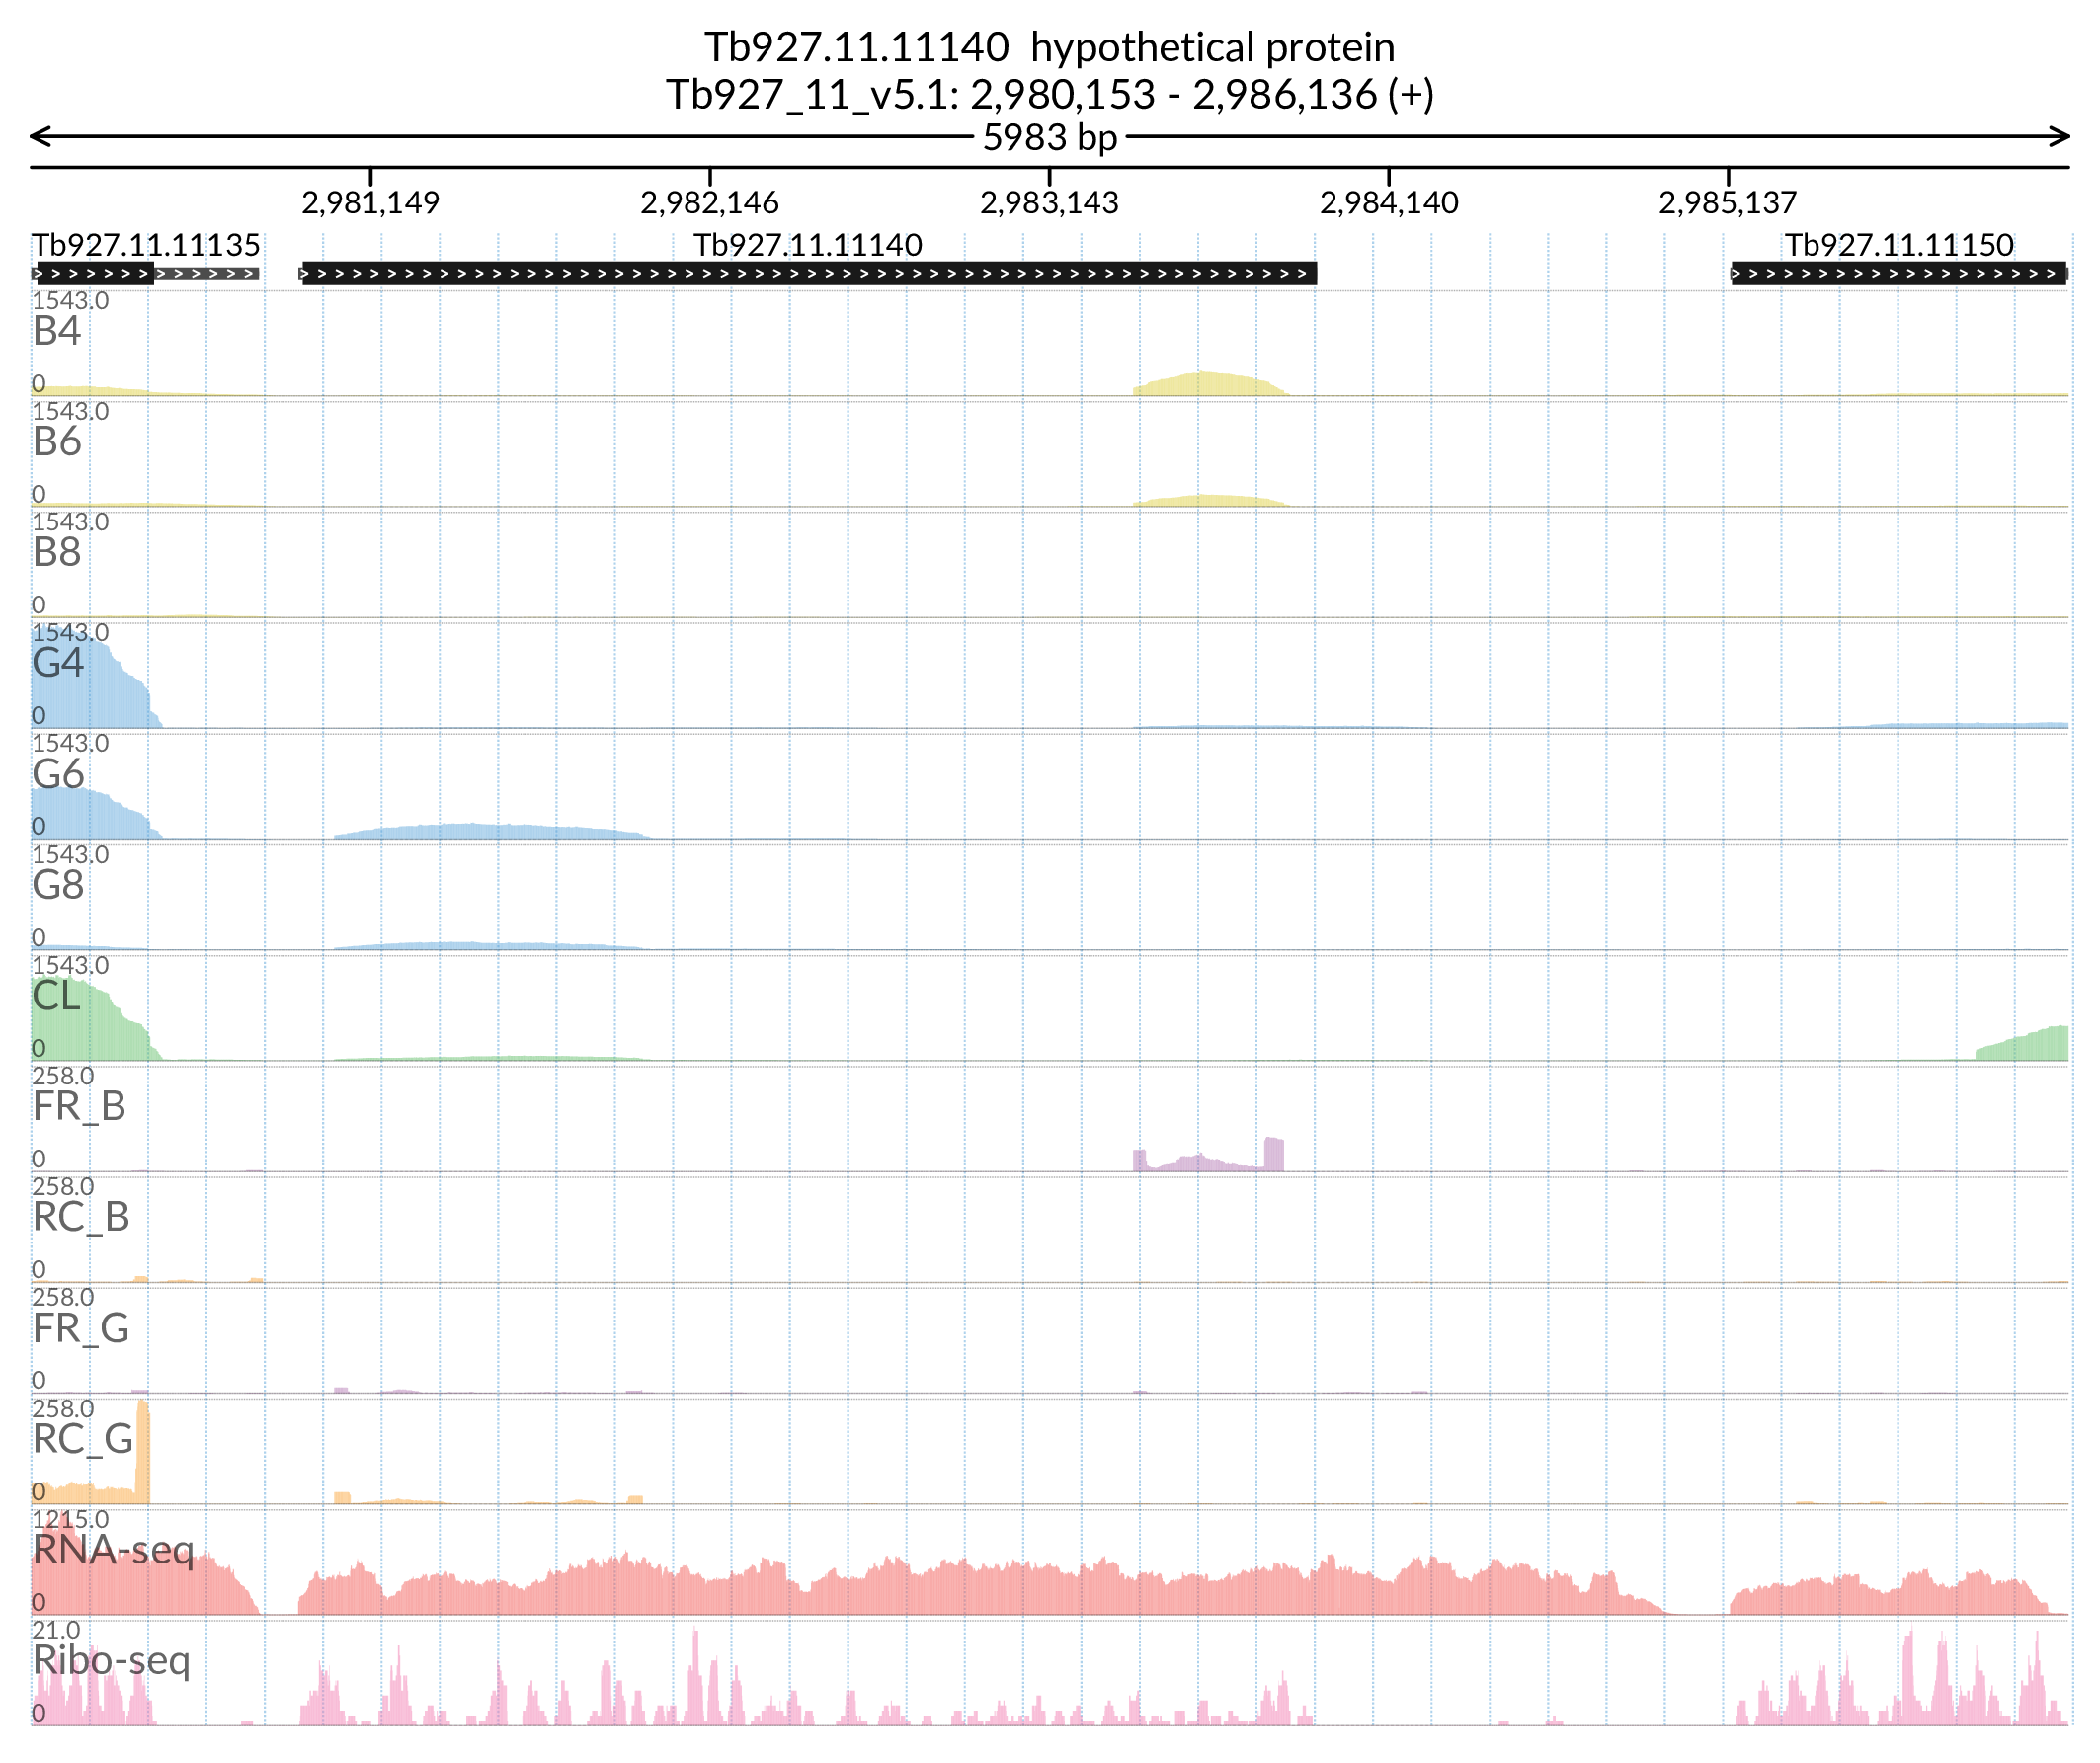 Tb927.11.11140 hypothetical protein
Tb927_11_v5.1: 2,980,153 - 2,986,136 (+)
5983 bp
2,981,149 2,982,146 2,983,143 2,984,140 2,985,137
Tb927.11.11135 Tb927.11.11140 Tb927.11.11150
1543.0
B4
0
1543.0
B6
0
1543.0
B8
0
1543.0
G4
0
1543.0
G6
0
1543.0
G8
0
1543.0
CL
0
258.0
FR_B
0
258.0
RC_B
0
258.0
FR_G
0
258.0
RC_G
0
1215.0
RNA-seq
0
21.0
Ribo-seq
0